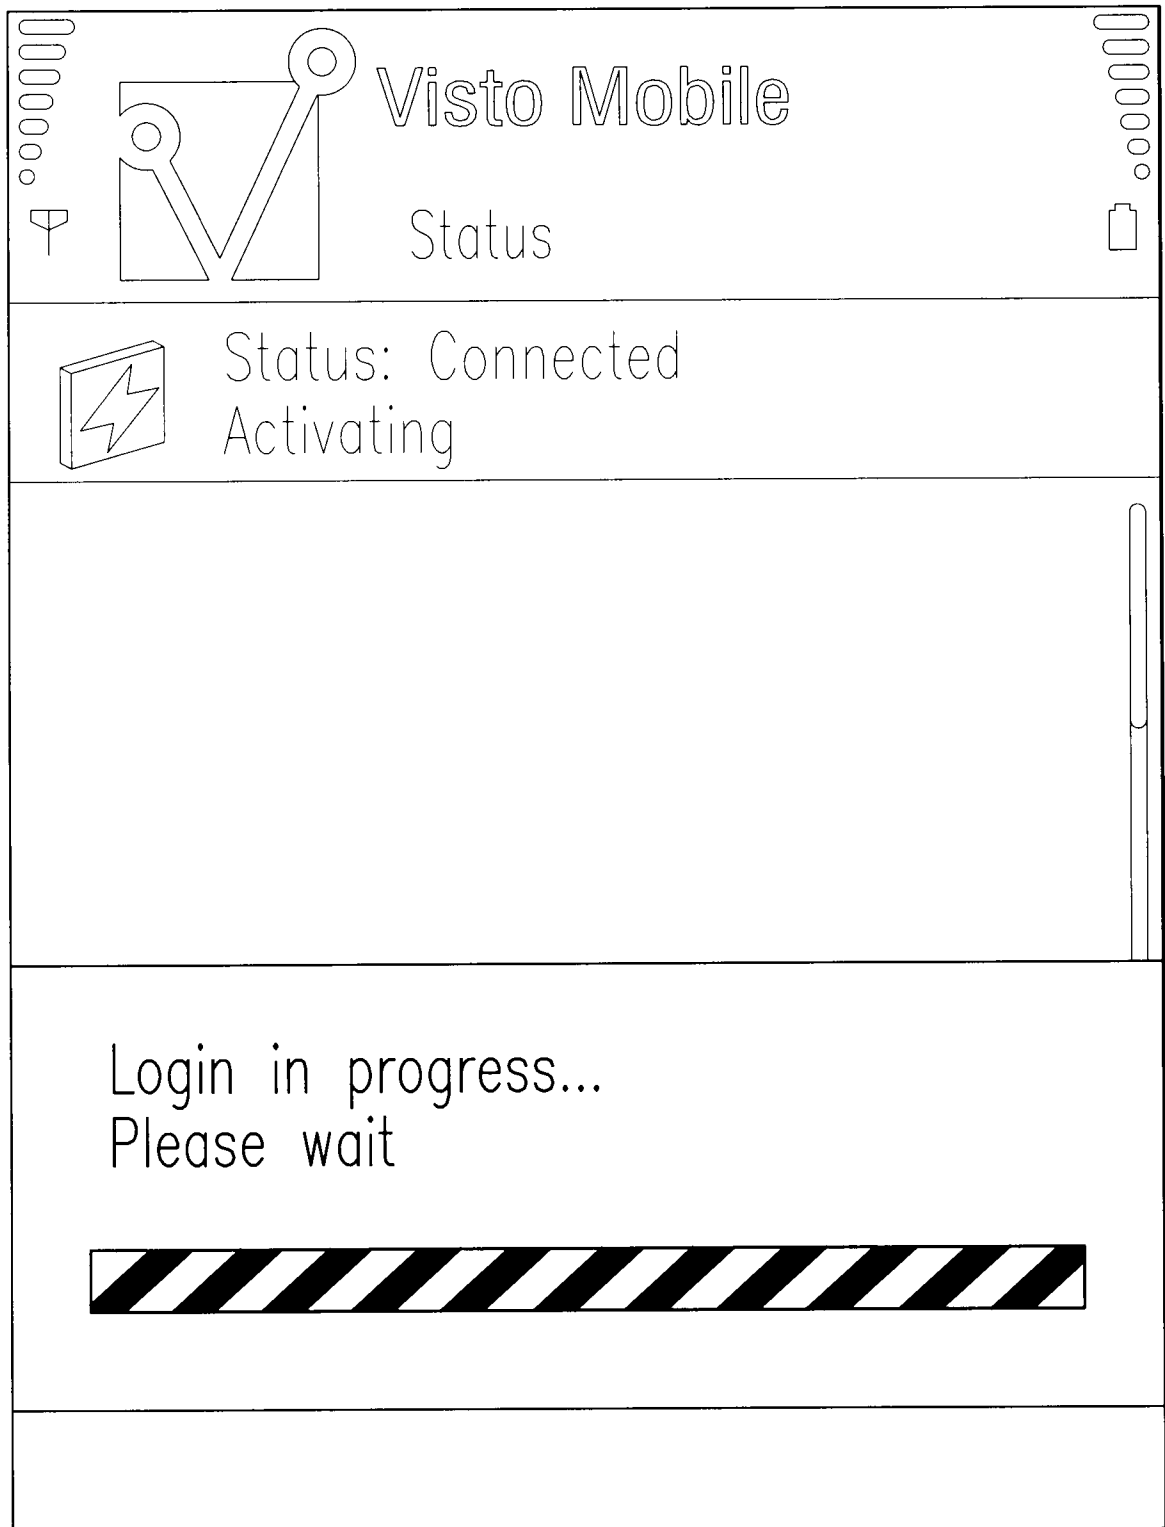 Visto Mobile
Status
Status: Connected
Activating
Login in progress...
Please wait